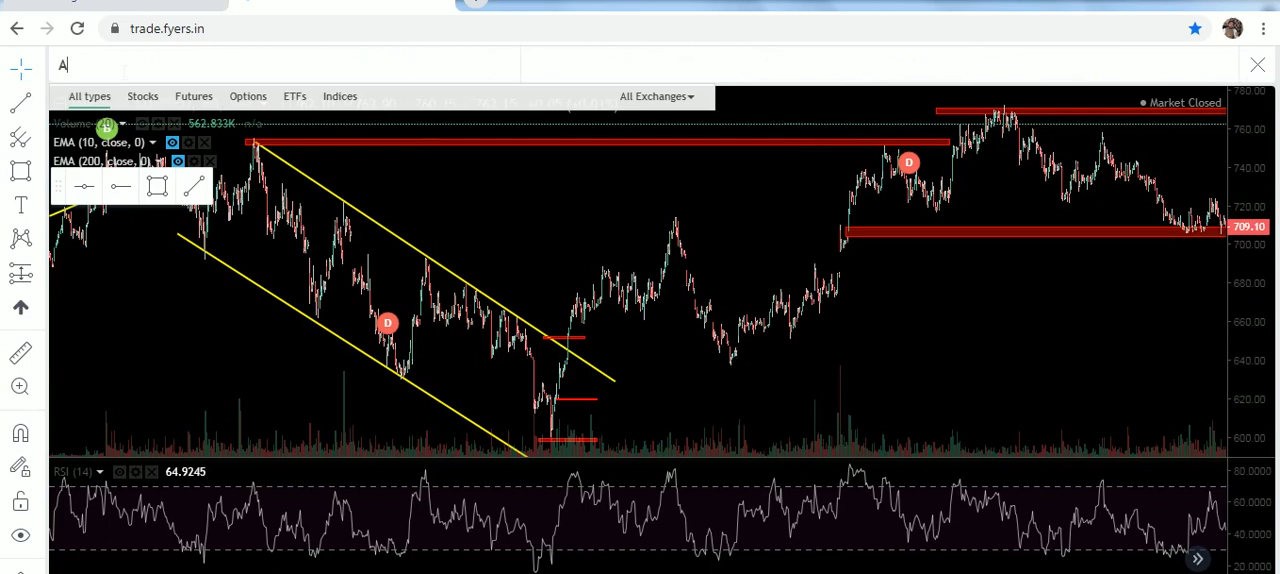 trade.fyers.in
A
All types Stocks Futures Options ETFs Indices All Exchanges
780.00
Market Closed
Volume (20) 562.833K n/a
B
760.00
EMA (10, close, 0)
EMA (200, close, 0)
D
740.00
720.00
T
709.10
700.00
680.00
D
660.00
640.00
620.00
600.00
RSI (14) 64.9245
80.0000
60.0000
40.0000
20.0000